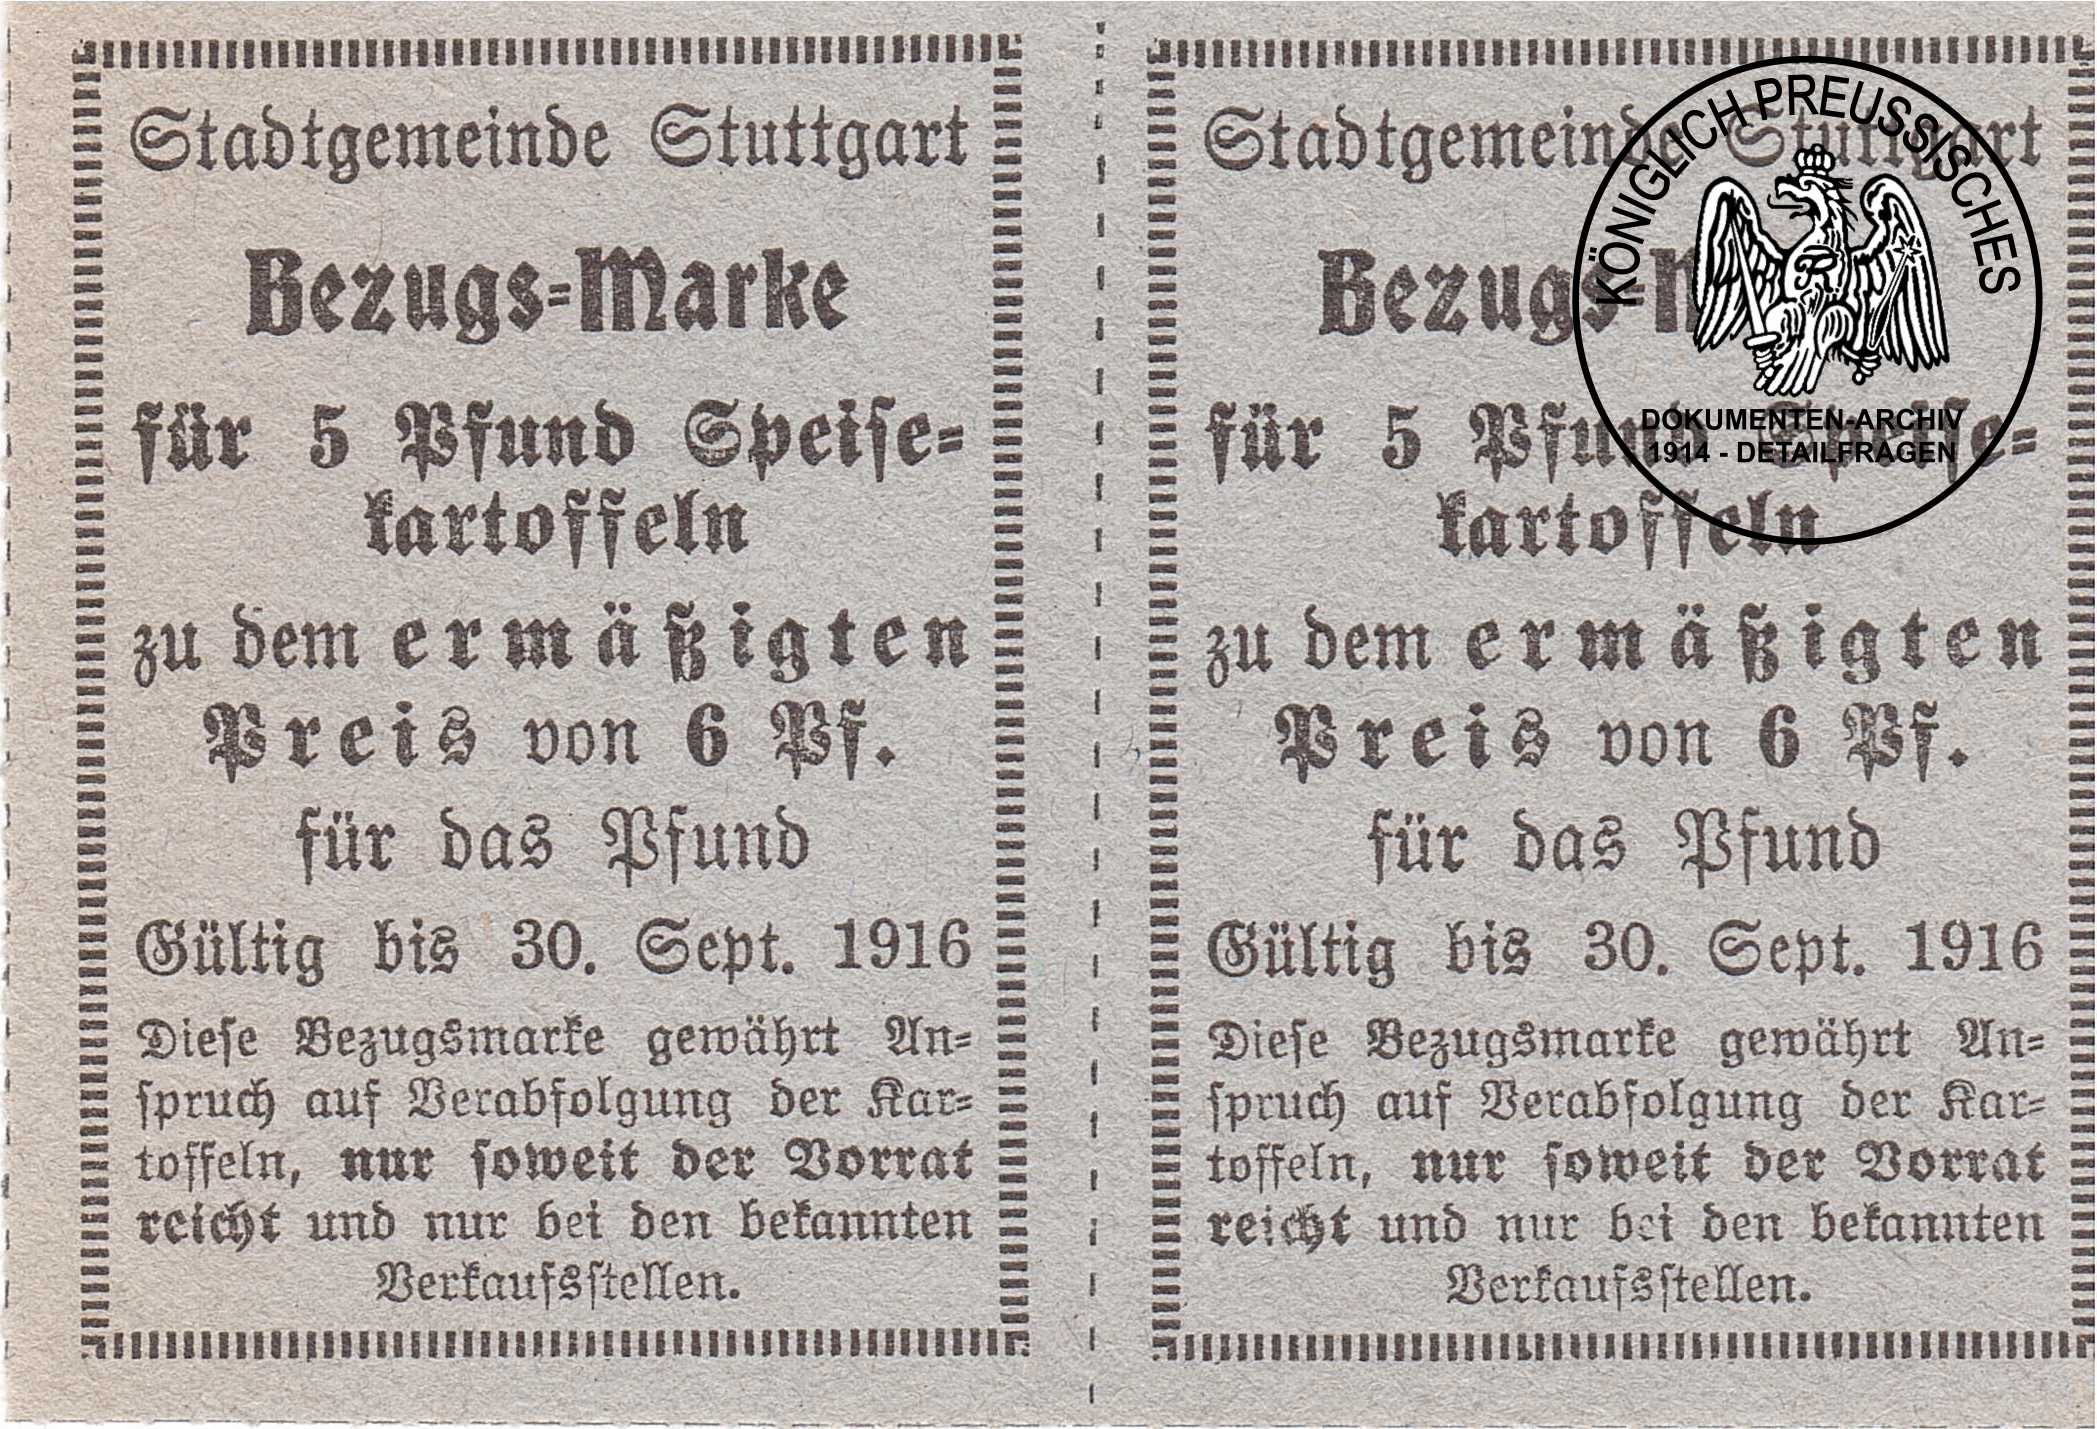 Stadtgemeinde Stuttgart
Bezugs-Marke
für 5 Pfund Speise-
kartoffeln
zu dem ermäßigten
Preis von 6 Pf.
für das Pfund
Gültig bis 30. Sept. 1916
Diese Bezugsmarke gewährt An-
spruch auf Verabfolgung der Kar-
toffeln, nur soweit der Vorrat
reicht und nur bei den bekannten
Verkaufsstellen.
Stadtgemeinde Stuttgart
Bezugs-M
für 5 Pfund Speise-
kartoffeln
zu dem ermäßigten
Preis von 6 Pf.
für das Pfund
Gültig bis 30. Sept. 1916
Diese Bezugsmarke gewährt An-
spruch auf Verabfolgung der Kar-
toffeln, nur soweit der Vorrat
reicht und nur bei den bekannten
Verkaufsstellen.
KÖNIGLICH PREUSSISCHES
DOKUMENTEN-ARCHIV
1914 - DETAILFRAGEN